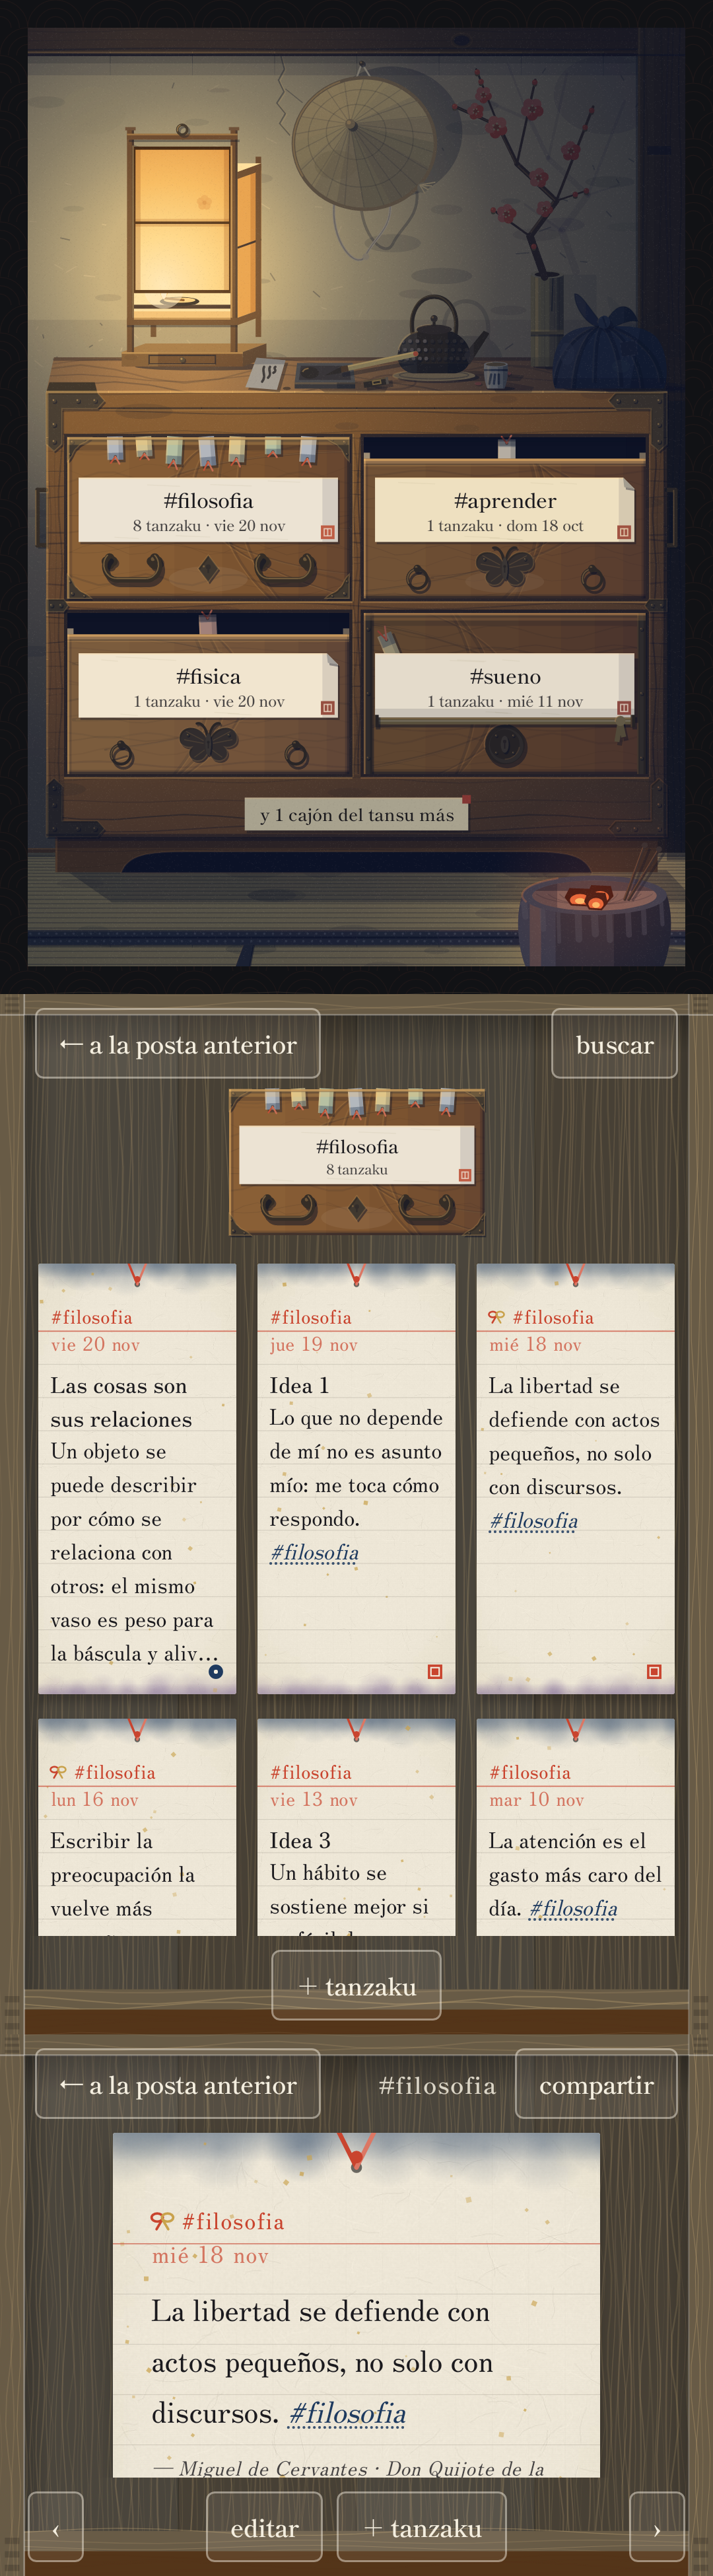 #filosofia
8 tanzaku · vie 20 nov
#aprender
1 tanzaku · dom 18 oct
#fisica
1 tanzaku · vie 20 nov
#sueno
1 tanzaku · mié 11 nov
y 1 cajón del tansu más
← a la posta anterior
buscar
#filosofia
8 tanzaku
#filosofia
vie 20 nov
Las cosas son
sus relaciones
Un objeto se
puede describir
por cómo se
relaciona con
otros: el mismo
vaso es peso para
la báscula y aliv…
#filosofia
jue 19 nov
Idea 1
Lo que no depende
de mí no es asunto
mío: me toca cómo
respondo.
#filosofia
#filosofia
mié 18 nov
La libertad se
defiende con actos
pequeños, no solo
con discursos.
#filosofia
#filosofia
lun 16 nov
Escribir la
preocupación la
vuelve más
#filosofia
vie 13 nov
Idea 3
Un hábito se
sostiene mejor si
#filosofia
mar 10 nov
La atención es el
gasto más caro del
día. #filosofia
+ tanzaku
← a la posta anterior
#filosofia
compartir
#filosofia
mié 18 nov
La libertad se defiende con
actos pequeños, no solo con
discursos. #filosofia
— Miguel de Cervantes · Don Quijote de la
‹
editar
+ tanzaku
›